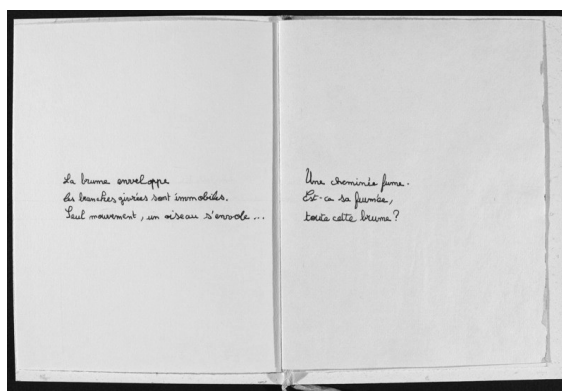 La brume enveloppe
les branches givrées sont immobiles.
Seul mouvement, un oiseau s'envole...
Une cheminée fume.
Est-ce sa fumée,
toute cette brume ?